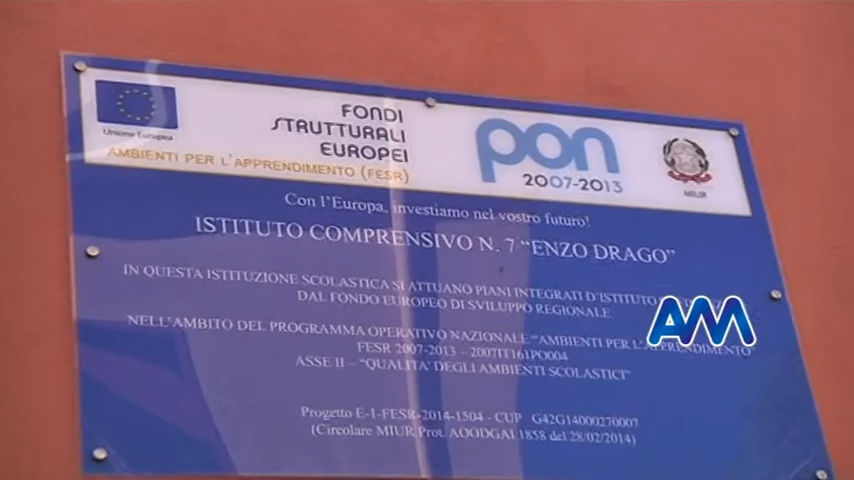 Unione Europea
FONDI
STRUTTURALI
EUROPEI
pon
2007-2013
MIUR
AMBIENTI PER L'APPRENDIMENTO (FESR)
Con l'Europa, investiamo nel vostro futuro!
ISTITUTO COMPRENSIVO N. 7 “ENZO DRAGO”
IN QUESTA ISTITUZIONE SCOLASTICA SI ATTUANO PIANI INTEGRATI D'ISTITUTO
DAL FONDO EUROPEO DI SVILUPPO REGIONALE
AM
NELL'AMBITO DEL PROGRAMMA OPERATIVO NAZIONALE “AMBIENTI PER L'APPRENDIMENTO”
FESR 2007-2013 – 2007IT161PO004
ASSE II – “QUALITA' DEGLI AMBIENTI SCOLASTICI”
Progetto E-1-FESR-2014-1504 - CUP G42G14000270007
(Circolare MIUR Prot. AOODGAI 1858 del 28/02/2014)